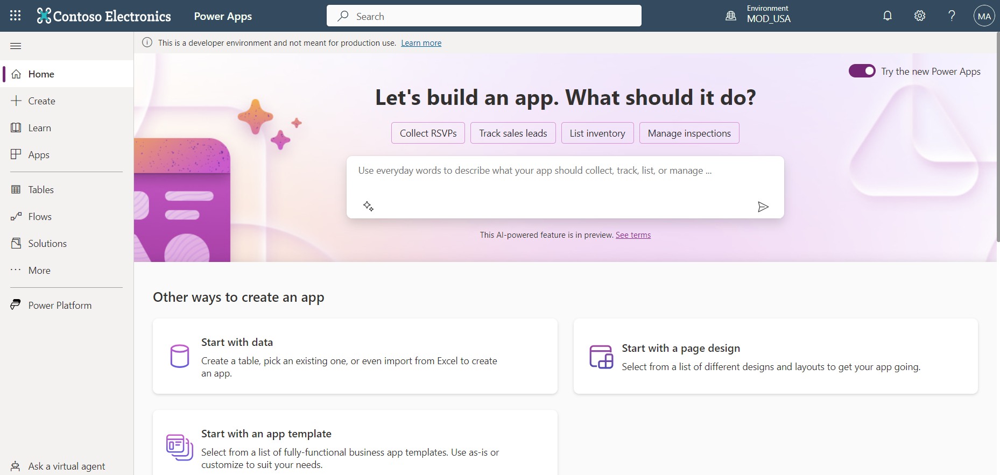 Contoso Electronics
Power Apps
Search
Environment
MOD_USA
?
MA
This is a developer environment and not meant for production use. Learn more
Home
Create
Learn
Apps
Tables
Flows
Solutions
More
Power Platform
Ask a virtual agent
Try the new Power Apps
Let's build an app. What should it do?
Collect RSVPs
Track sales leads
List inventory
Manage inspections
Use everyday words to describe what your app should collect, track, list, or manage ...
This AI-powered feature is in preview. See terms
Other ways to create an app
Start with data
Create a table, pick an existing one, or even import from Excel to create
an app.
Start with a page design
Select from a list of different designs and layouts to get your app going.
Start with an app template
Select from a list of fully-functional business app templates. Use as-is or
customize to suit your needs.